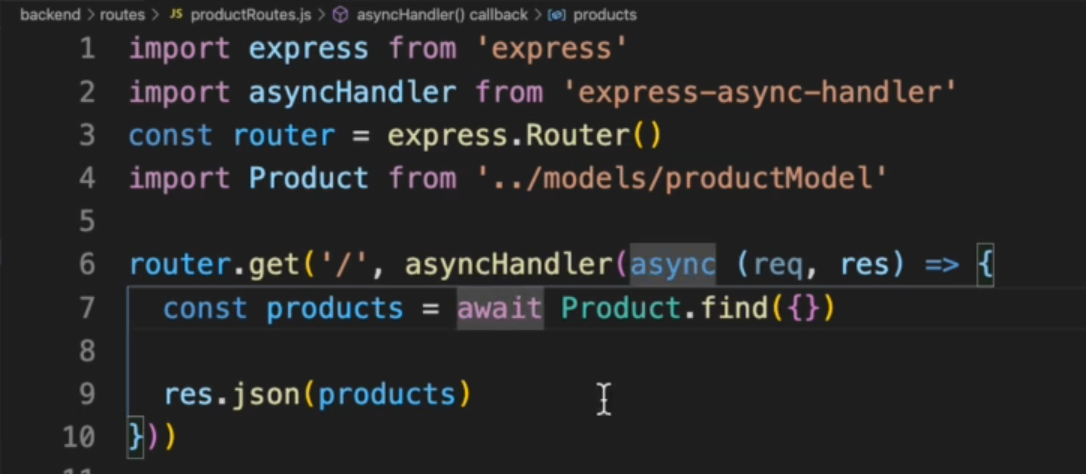 backend > routes > JS productRoutes.js > asyncHandler() callback > products
1 import express from 'express'
2 import asyncHandler from 'express-async-handler'
3 const router = express.Router()
4 import Product from '../models/productModel'
5
6 router.get('/', asyncHandler(async (req, res) => {
7   const products = await Product.find({})
8
9   res.json(products)
10 }))